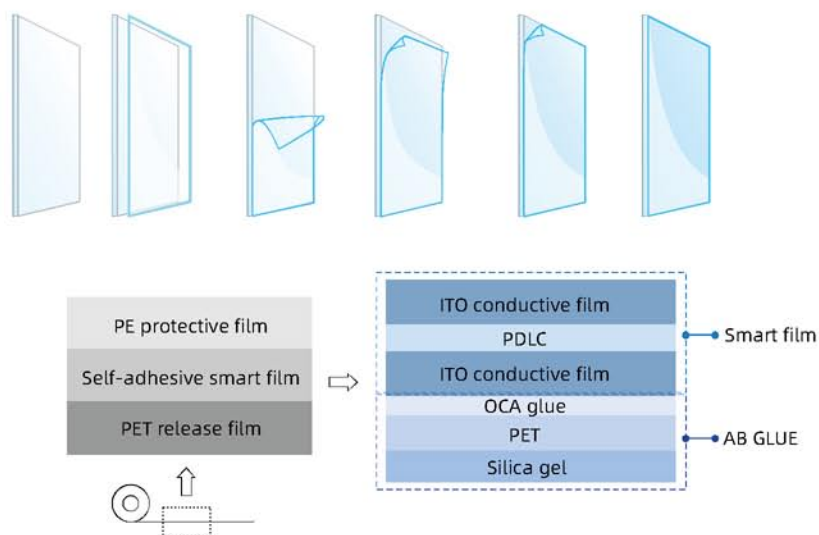 PE protective film
Self-adhesive smart film
PET release film
ITO conductive film
PDLC
ITO conductive film
OCA glue
PET
Silica gel
Smart film
AB GLUE